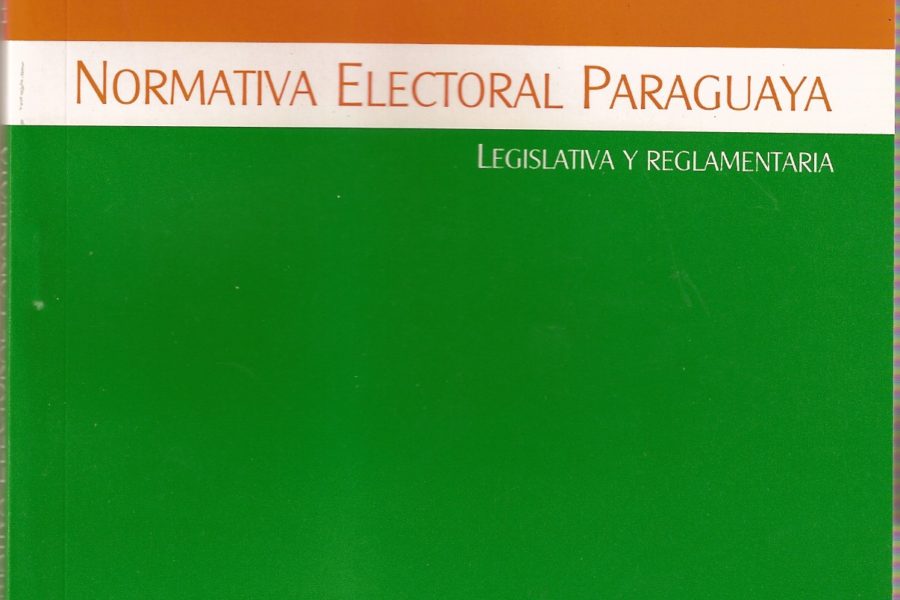 NORMATIVA ELECTORAL PARAGUAYA
LEGISLATIVA Y REGLAMENTARIA